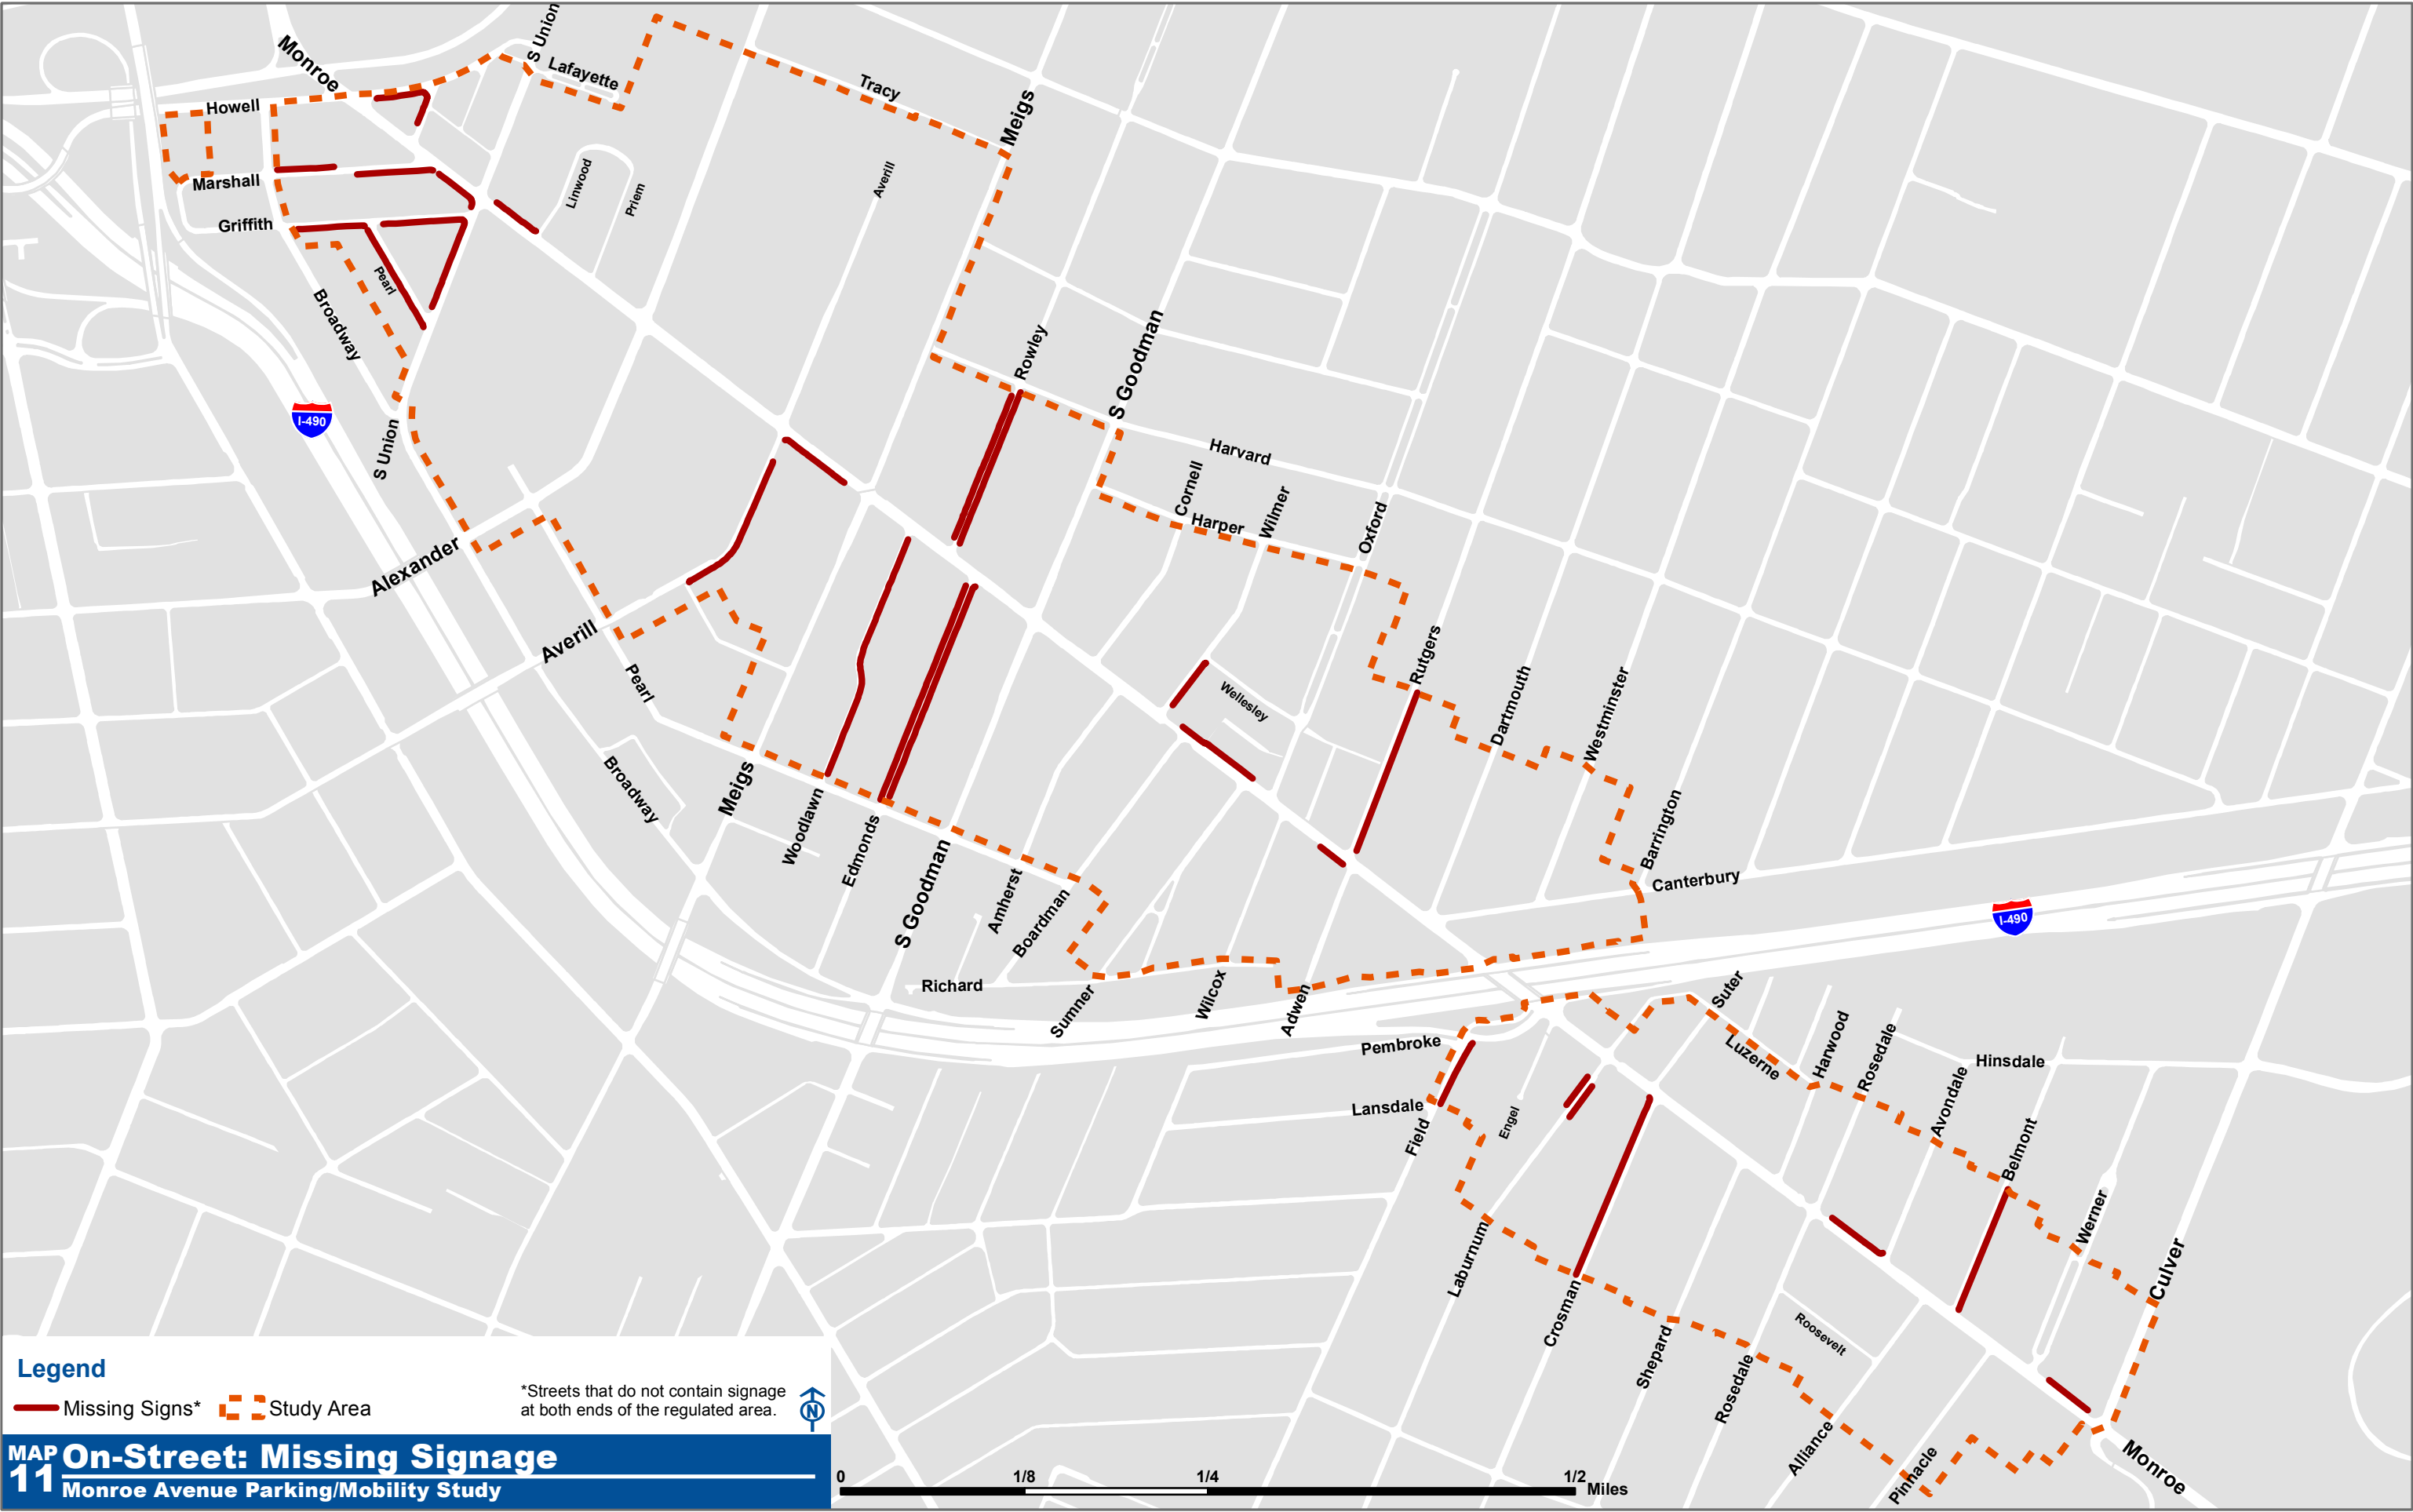 Monroe
S Union
Lafayette
Tracy
Meigs
Howell
Marshall
Griffith
Linwood
Priem
Averill
Pearl
Broadway
Rowley
S Goodman
I-490
S Union
Harvard
Cornell
Wilmer
Harper
Oxford
Alexander
Averill
Pearl
Rutgers
Wellesley
Dartmouth
Westminster
Broadway
Meigs
Woodlawn
Edmonds
S Goodman
Amherst
Boardman
Barrington
Canterbury
I-490
Richard
Sumner
Wilcox
Adwen
Suter
Pembroke
Luzerne
Harwood
Rosedale
Hinsdale
Avondale
Lansdale
Field
Engel
Belmont
Werner
Laburnum
Culver
Crosman
Shepard
Roosevelt
Rosedale
Alliance
Pinnacle
Monroe
Legend
Missing Signs*
Study Area
*Streets that do not contain signage
at both ends of the regulated area.
N
MAP
11
On-Street: Missing Signage
Monroe Avenue Parking/Mobility Study
0 1/8 1/4 1/2
Miles